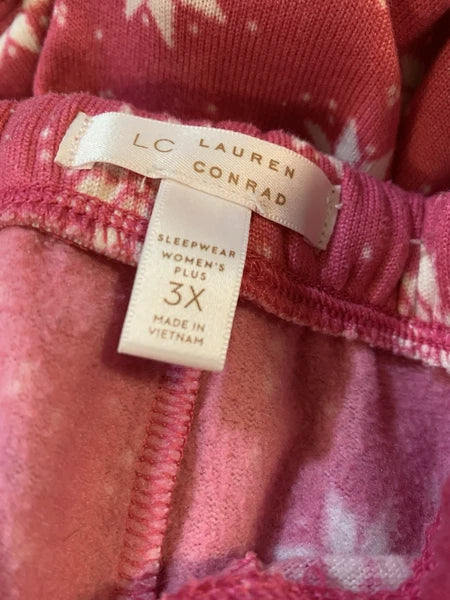 LC LAUREN
CONRAD
SLEEPWEAR
WOMEN'S
PLUS
3X
MADE IN
VIETNAM